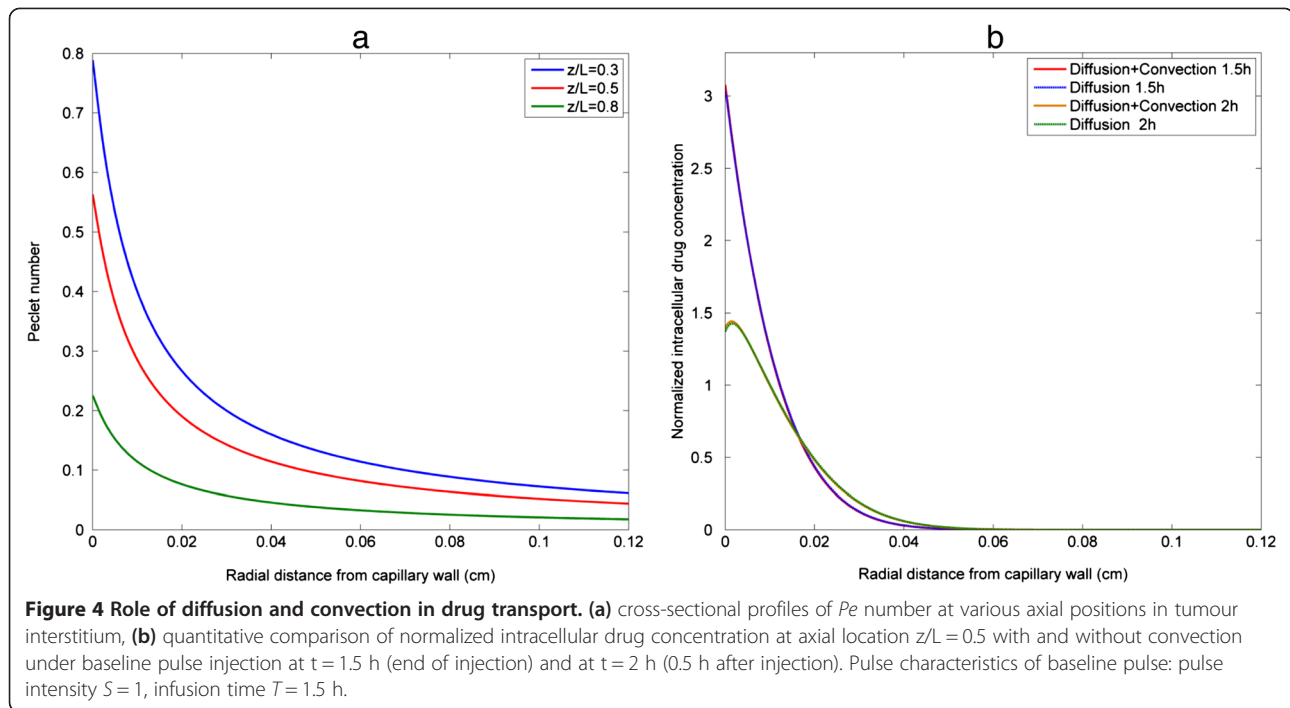 a
0.8
0.7
0.6
0.5
0.4
0.3
0.2
0.1
0
Peclet number
z/L=0.3
z/L=0.5
z/L=0.8
0 0.02 0.04 0.06 0.08 0.1 0.12
Radial distance from capillary wall (cm)
b
3
2.5
2
1.5
1
0.5
0
Normalized intracellular drug concentration
Diffusion+Convection 1.5h
Diffusion 1.5h
Diffusion+Convection 2h
Diffusion 2h
0 0.02 0.04 0.06 0.08 0.1 0.12
Radial distance from capillary wall (cm)
Figure 4 Role of diffusion and convection in drug transport. (a) cross-sectional profiles of Pe number at various axial positions in tumour
interstitium, (b) quantitative comparison of normalized intracellular drug concentration at axial location z/L = 0.5 with and without convection
under baseline pulse injection at t = 1.5 h (end of injection) and at t = 2 h (0.5 h after injection). Pulse characteristics of baseline pulse: pulse
intensity S = 1, infusion time T = 1.5 h.